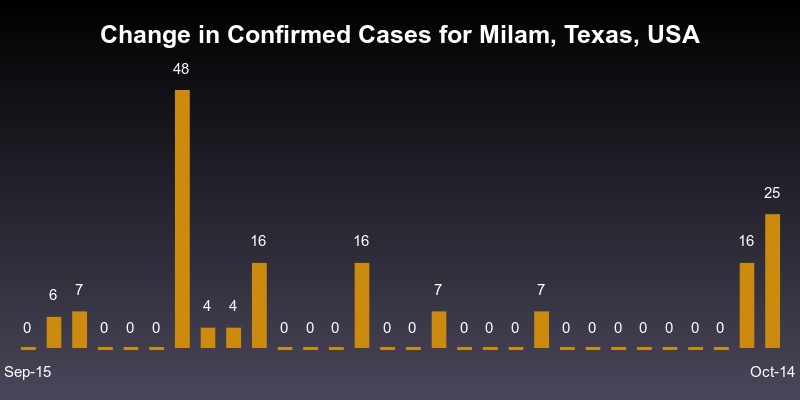 Change in Confirmed Cases for Milam, Texas, USA
48
25
16 16 16
6 7 4 4 7 7
0 0 0 0 0 0 0 0 0 0 0 0 0 0 0 0 0 0 0
Sep-15 Oct-14